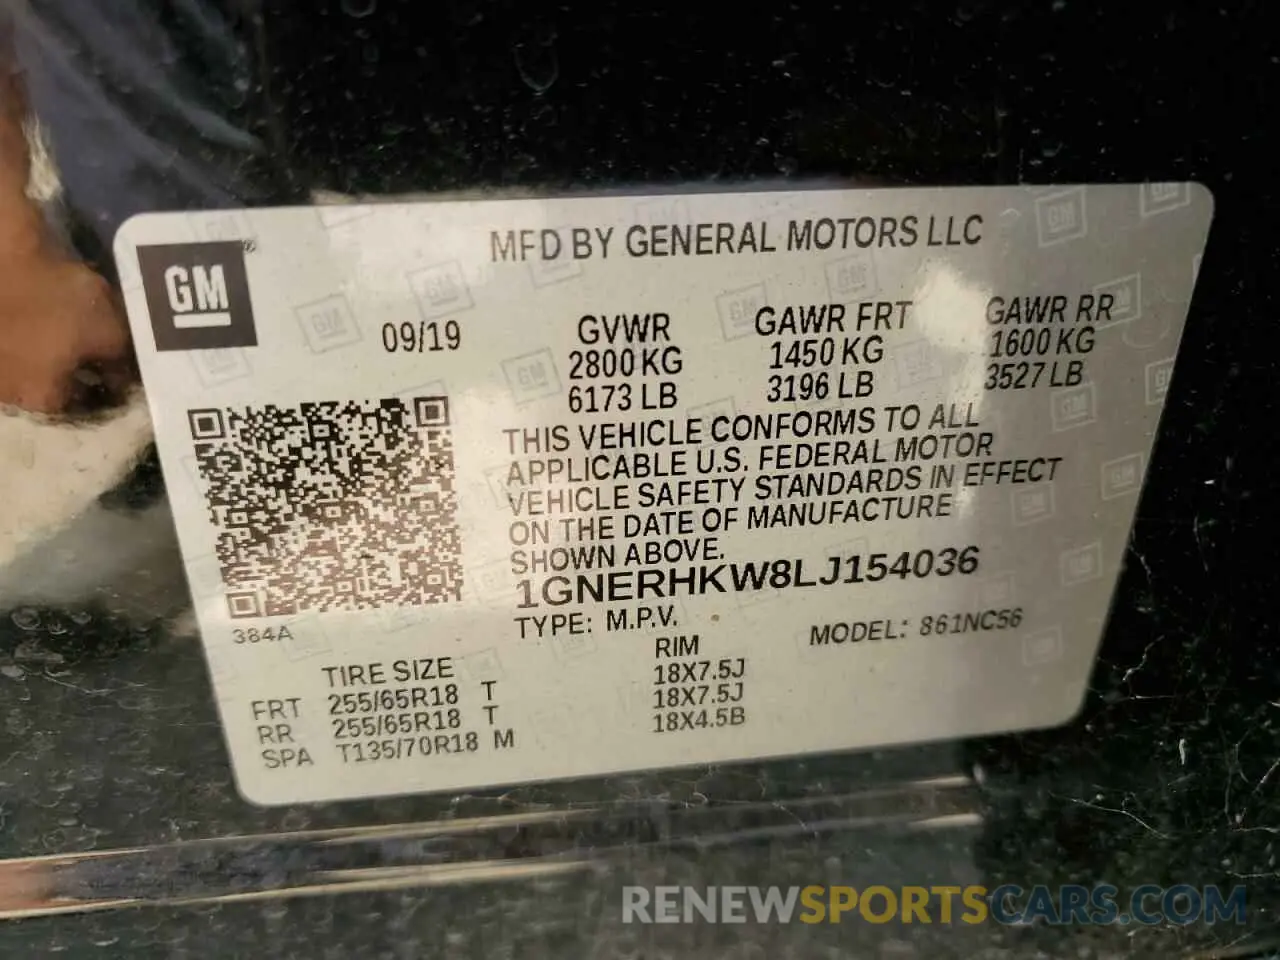 GM®
MFD BY GENERAL MOTORS LLC
09/19
GVWR GAWR FRT GAWR RR
2800 KG 1450 KG 1600 KG
6173 LB 3196 LB 3527 LB
THIS VEHICLE CONFORMS TO ALL
APPLICABLE U.S. FEDERAL MOTOR
VEHICLE SAFETY STANDARDS IN EFFECT
ON THE DATE OF MANUFACTURE
SHOWN ABOVE.
1GNERHKW8LJ154036
384A
TYPE: M.P.V. MODEL: 861NC56
TIRE SIZE RIM
FRT 255/65R18 T 18X7.5J
RR 255/65R18 T 18X7.5J
SPA T135/70R18 M 18X4.5B
RENEWSPORTSCARS.COM